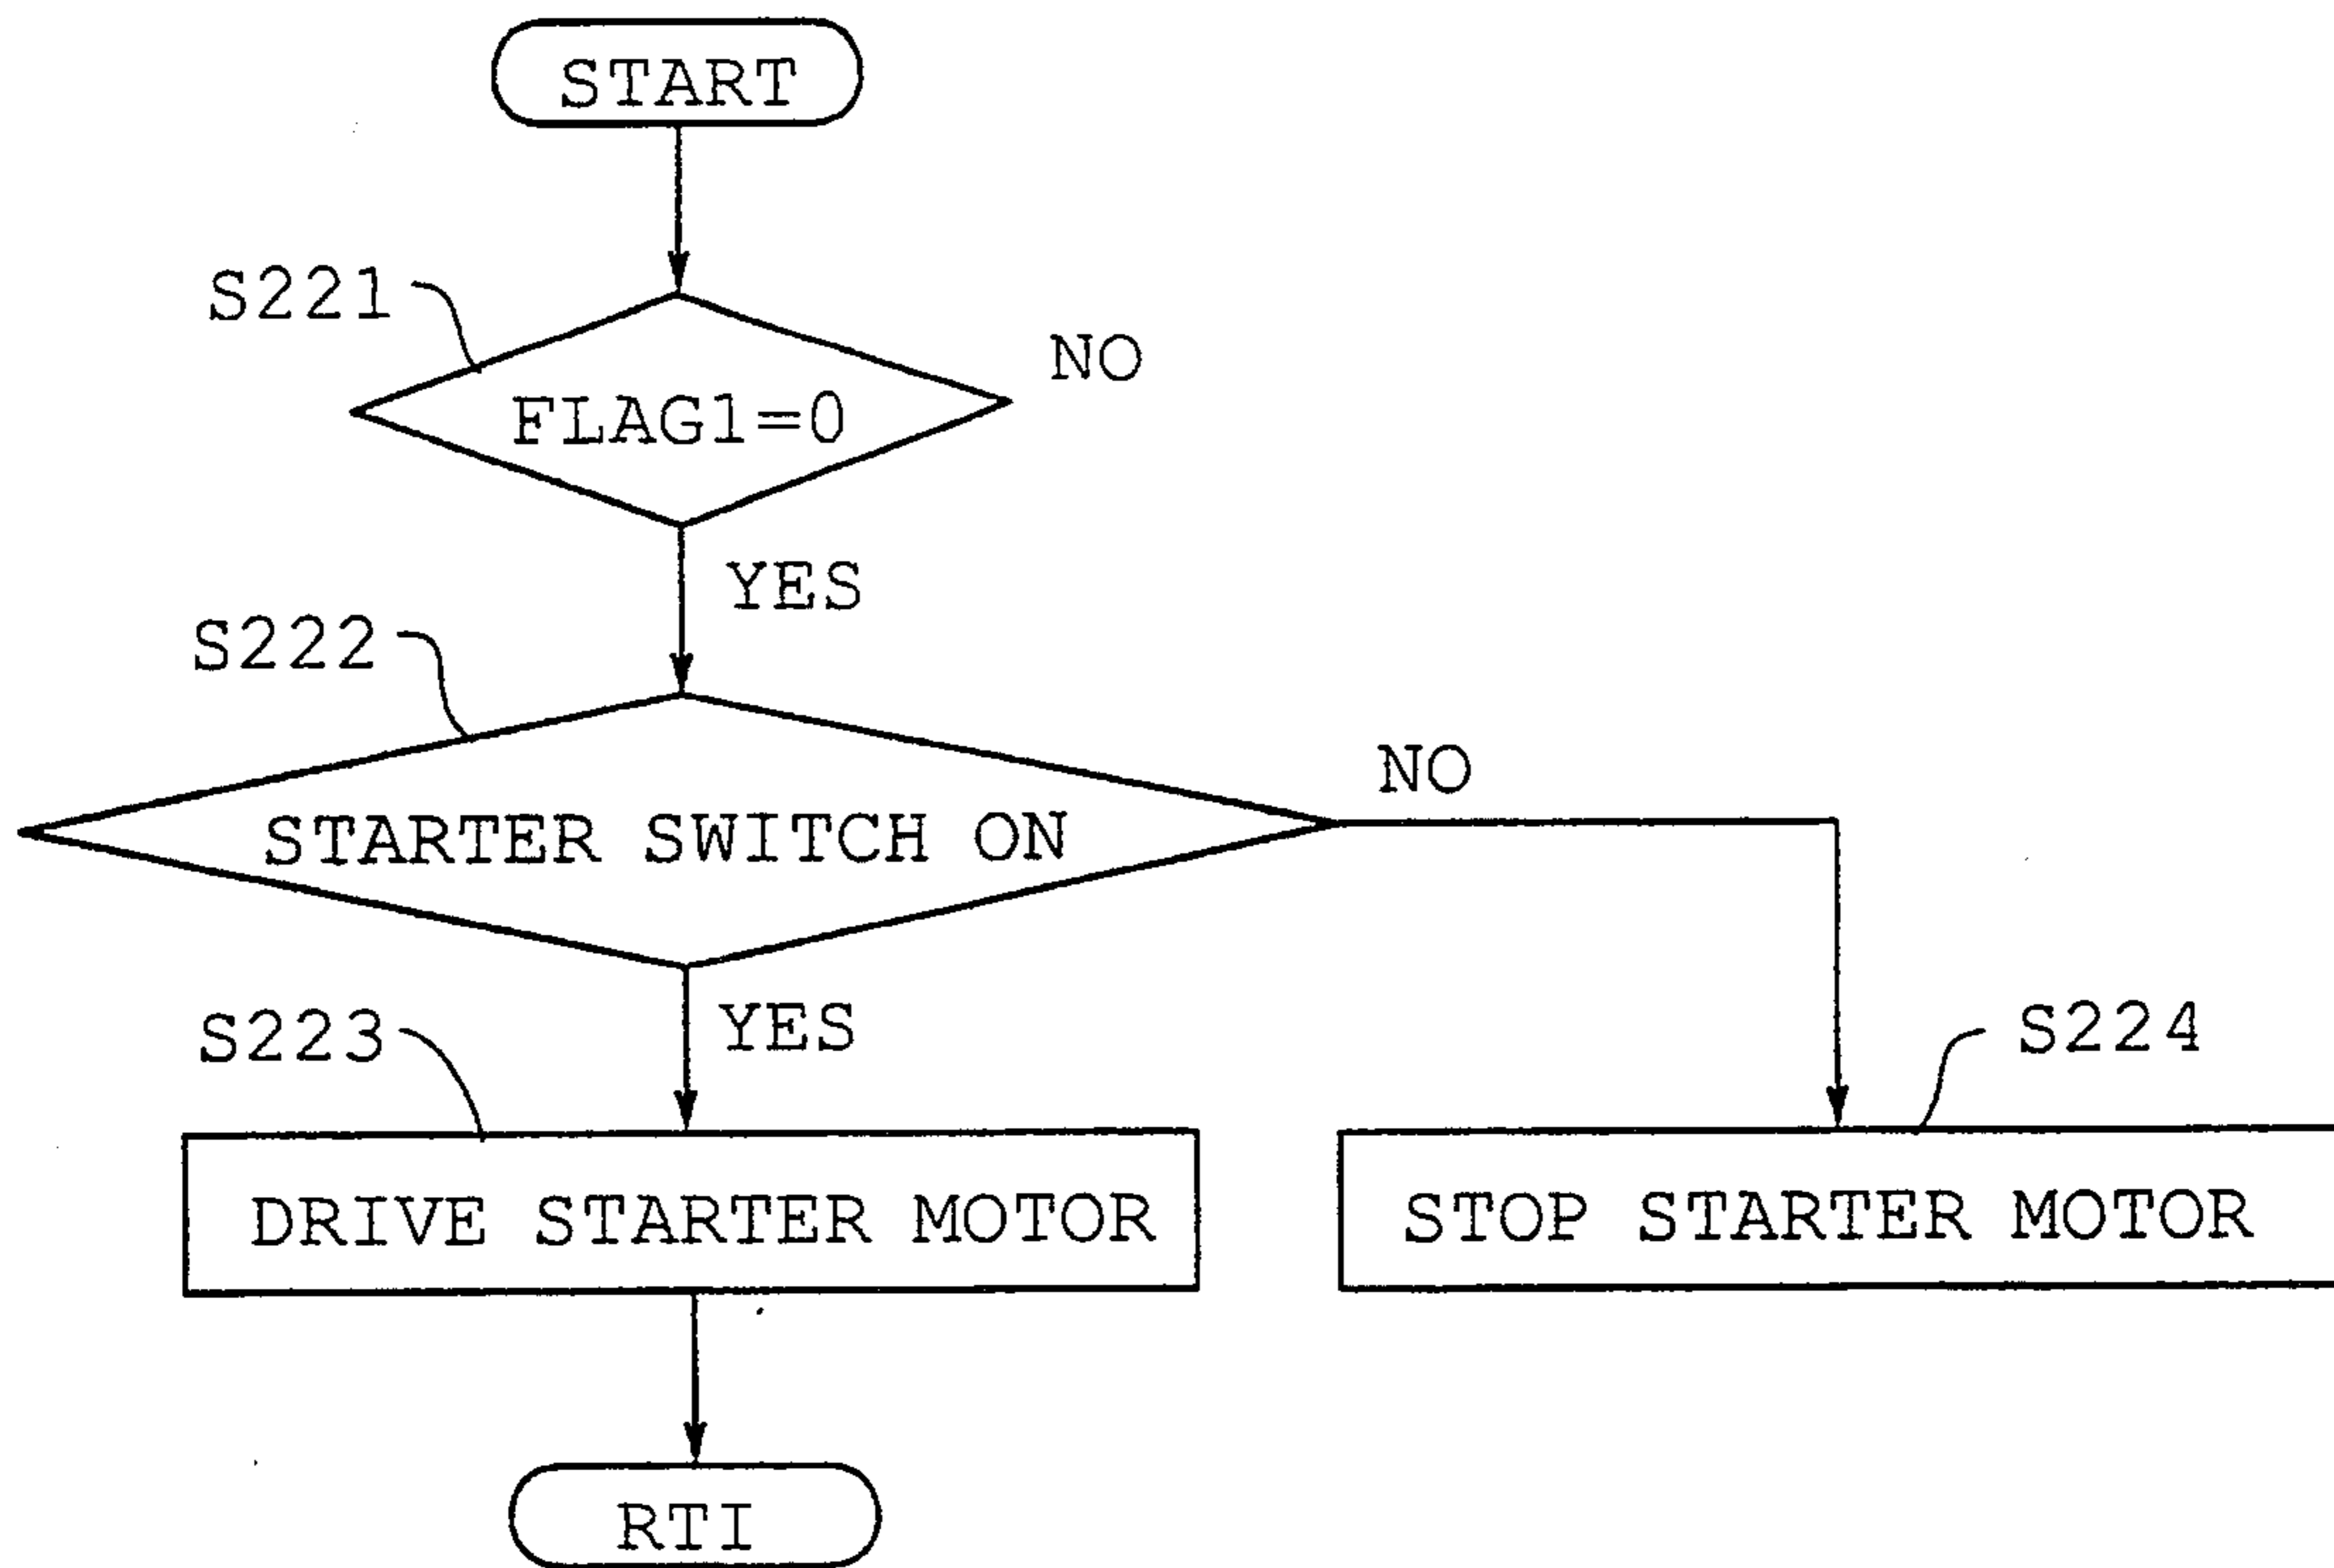 START
S221
NO
FLAG1=0
YES
S222
NO
STARTER SWITCH ON
YES
S223
S224
DRIVE STARTER MOTOR
STOP STARTER MOTOR
RTI